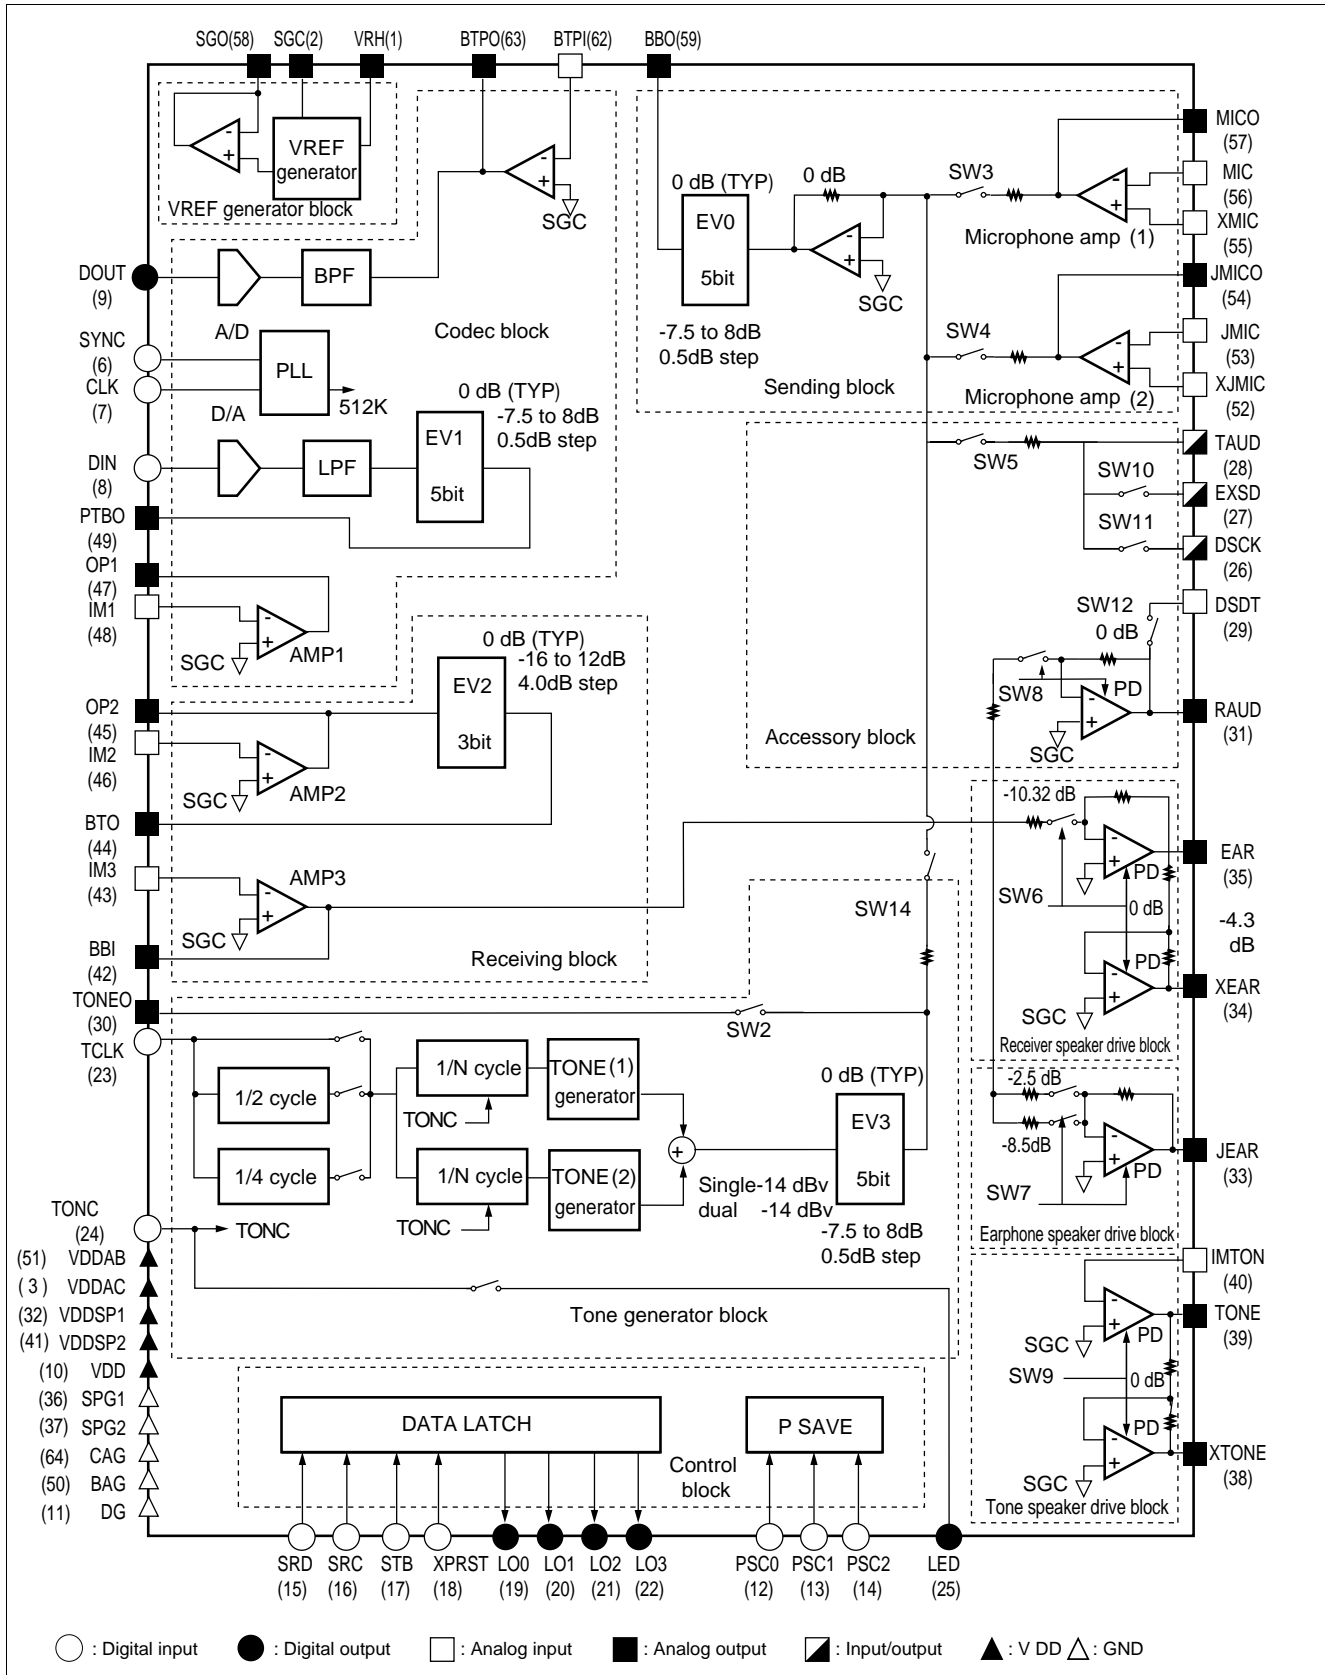 SGO(58) SGC(2) VRH(1) BTPO(63) BTPI(62) BBO(59)
VREF
generator
VREF generator block
-
+
-
+
SGC
DOUT
(9)
A/D
BPF
Codec block
SYNC
(6)
CLK
(7)
PLL
512K
D/A
DIN
(8)
LPF
EV1
5bit
0 dB (TYP)
-7.5 to 8dB
0.5dB step
PTBO
(49)
OP1
(47)
IM1
(48)
-
+
SGC
AMP1
0 dB (TYP)
EV0
5bit
-7.5 to 8dB
0.5dB step
0 dB
-
+
SGC
SW3
-
+
Microphone amp (1)
MICO
(57)
MIC
(56)
XMIC
(55)
SW4
-
+
Microphone amp (2)
Sending block
JMICO
(54)
JMIC
(53)
XJMIC
(52)
SW5
SW10
SW11
TAUD
(28)
EXSD
(27)
DSCK
(26)
SW12
0 dB
DSDT
(29)
SW8
-
+
PD
SGC
RAUD
(31)
Accessory block
0 dB (TYP)
-16 to 12dB
4.0dB step
EV2
3bit
OP2
(45)
IM2
(46)
-
+
SGC
AMP2
BTO
(44)
IM3
(43)
-
+
SGC
AMP3
BBI
(42)
Receiving block
-10.32 dB
-
+
PD
EAR
(35)
SW6
0 dB
-4.3
dB
-
+
PD
SGC
XEAR
(34)
Receiver speaker drive block
SW14
TONEO
(30)
SW2
TCLK
(23)
1/2 cycle
1/4 cycle
1/N cycle
TONC
1/N cycle
TONC
TONE(1)
generator
TONE(2)
generator
+
Single-14 dBv
dual -14 dBv
0 dB (TYP)
EV3
5bit
-7.5 to 8dB
0.5dB step
-2.5 dB
-8.5dB
-
+
PD
SW7
JEAR
(33)
Earphone speaker drive block
TONC
(24)
TONC
Tone generator block
(51) VDDAB
(3) VDDAC
(32) VDDSP1
(41) VDDSP2
(10) VDD
(36) SPG1
(37) SPG2
(64) CAG
(50) BAG
(11) DG
IMTON
(40)
-
+
PD
SGC
TONE
(39)
SW9
0 dB
-
+
PD
SGC
XTONE
(38)
Tone speaker drive block
DATA LATCH
P SAVE
Control
block
SRD SRC STB XPRST LO0 LO1 LO2 LO3 PSC0 PSC1 PSC2 LED
(15) (16) (17) (18) (19) (20) (21) (22) (12) (13) (14) (25)
: Digital input : Digital output : Analog input : Analog output : Input/output : V DD : GND